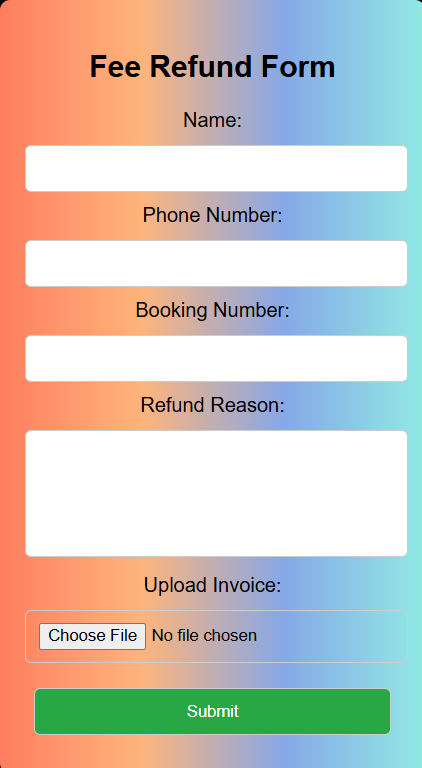 Fee Refund Form
Name:
Phone Number:
Booking Number:
Refund Reason:
Upload Invoice:
Choose File No file chosen
Submit